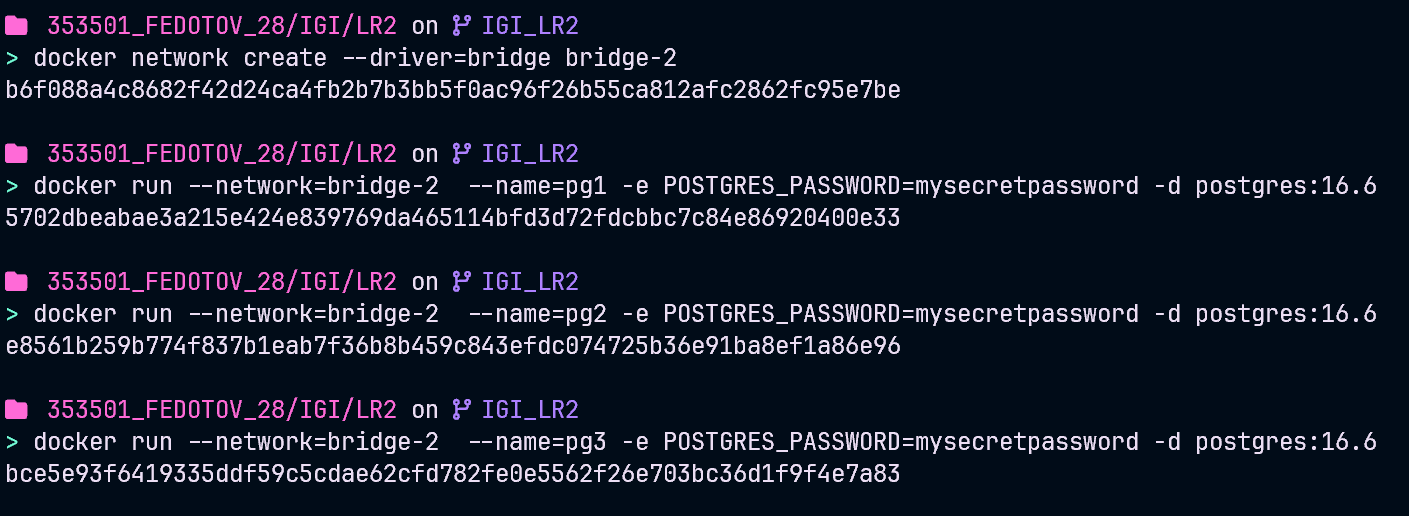 353501_FEDOTOV_28/IGI/LR2 on IGI_LR2
> docker network create --driver=bridge bridge-2
b6f088a4c8682f42d24ca4fb2b7b3bb5f0ac96f26b55ca812afc2862fc95e7be
353501_FEDOTOV_28/IGI/LR2 on IGI_LR2
> docker run --network=bridge-2  --name=pg1 -e POSTGRES_PASSWORD=mysecretpassword -d postgres:16.6
5702dbeabae3a215e424e839769da465114bfd3d72fdcbbc7c84e86920400e33
353501_FEDOTOV_28/IGI/LR2 on IGI_LR2
> docker run --network=bridge-2  --name=pg2 -e POSTGRES_PASSWORD=mysecretpassword -d postgres:16.6
e8561b259b774f837b1eab7f36b8b459c843efdc074725b36e91ba8ef1a86e96
353501_FEDOTOV_28/IGI/LR2 on IGI_LR2
> docker run --network=bridge-2  --name=pg3 -e POSTGRES_PASSWORD=mysecretpassword -d postgres:16.6
bce5e93f6419335ddf59c5cdae62cfd782fe0e5562f26e703bc36d1f9f4e7a83